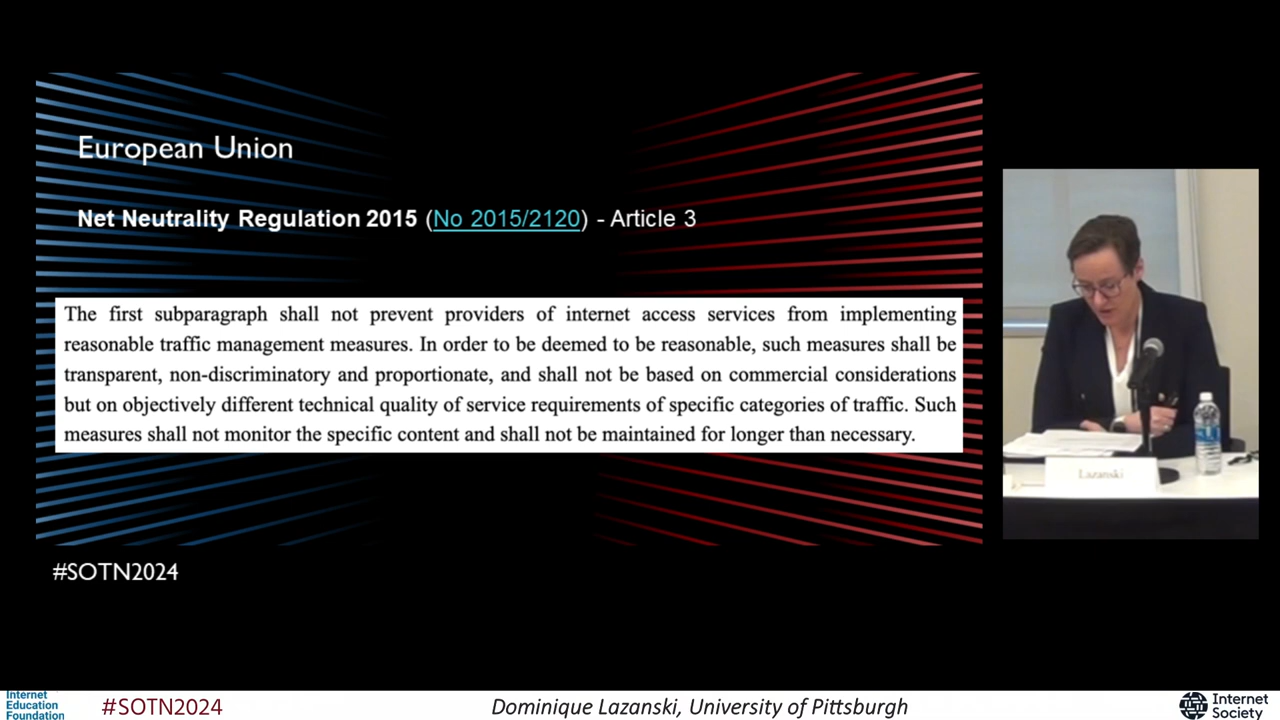 European Union
Net Neutrality Regulation 2015 (No 2015/2120) - Article 3
The first subparagraph shall not prevent providers of internet access services from implementing
reasonable traffic management measures. In order to be deemed to be reasonable, such measures shall be
transparent, non-discriminatory and proportionate, and shall not be based on commercial considerations
but on objectively different technical quality of service requirements of specific categories of traffic. Such
measures shall not monitor the specific content and shall not be maintained for longer than necessary.
Lazanski
#SOTN2024
Internet
Education
Foundation
#SOTN2024
Dominique Lazanski, University of Pittsburgh
Internet
Society